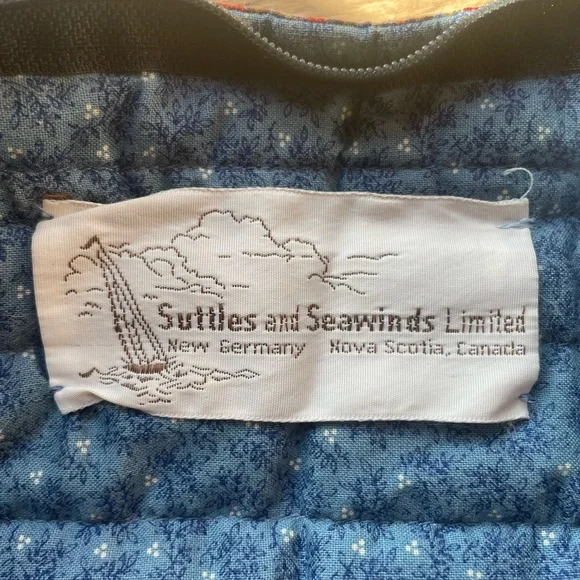 Suttles and Seawinds Limited
New Germany Nova Scotia, Canada